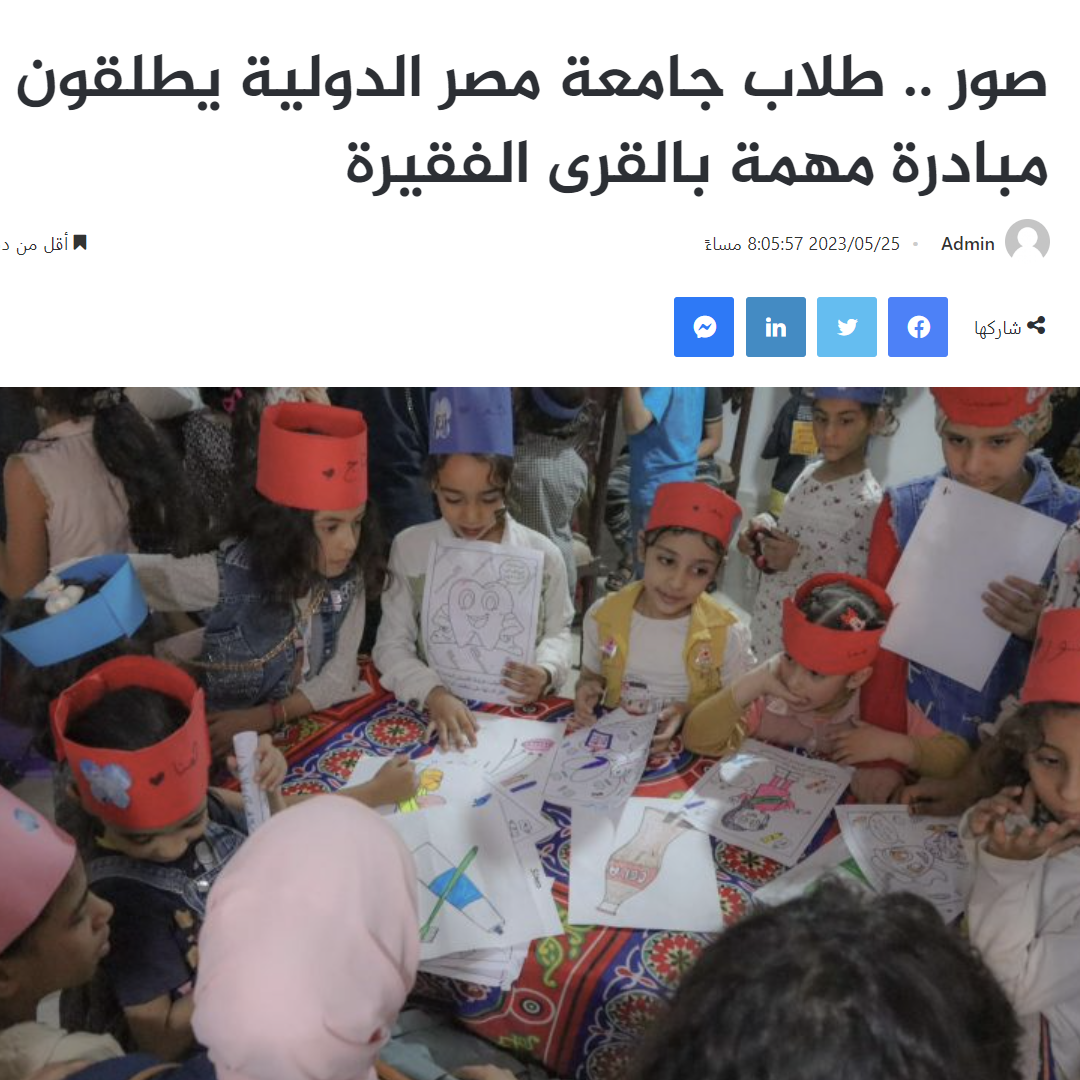 صور .. طلاب جامعة مصر الدولية يطلقون
مبادرة مهمة بالقرى الفقيرة
Admin • 2023/05/25 8:05:57 مساءً
أقل من د
شاركها
in